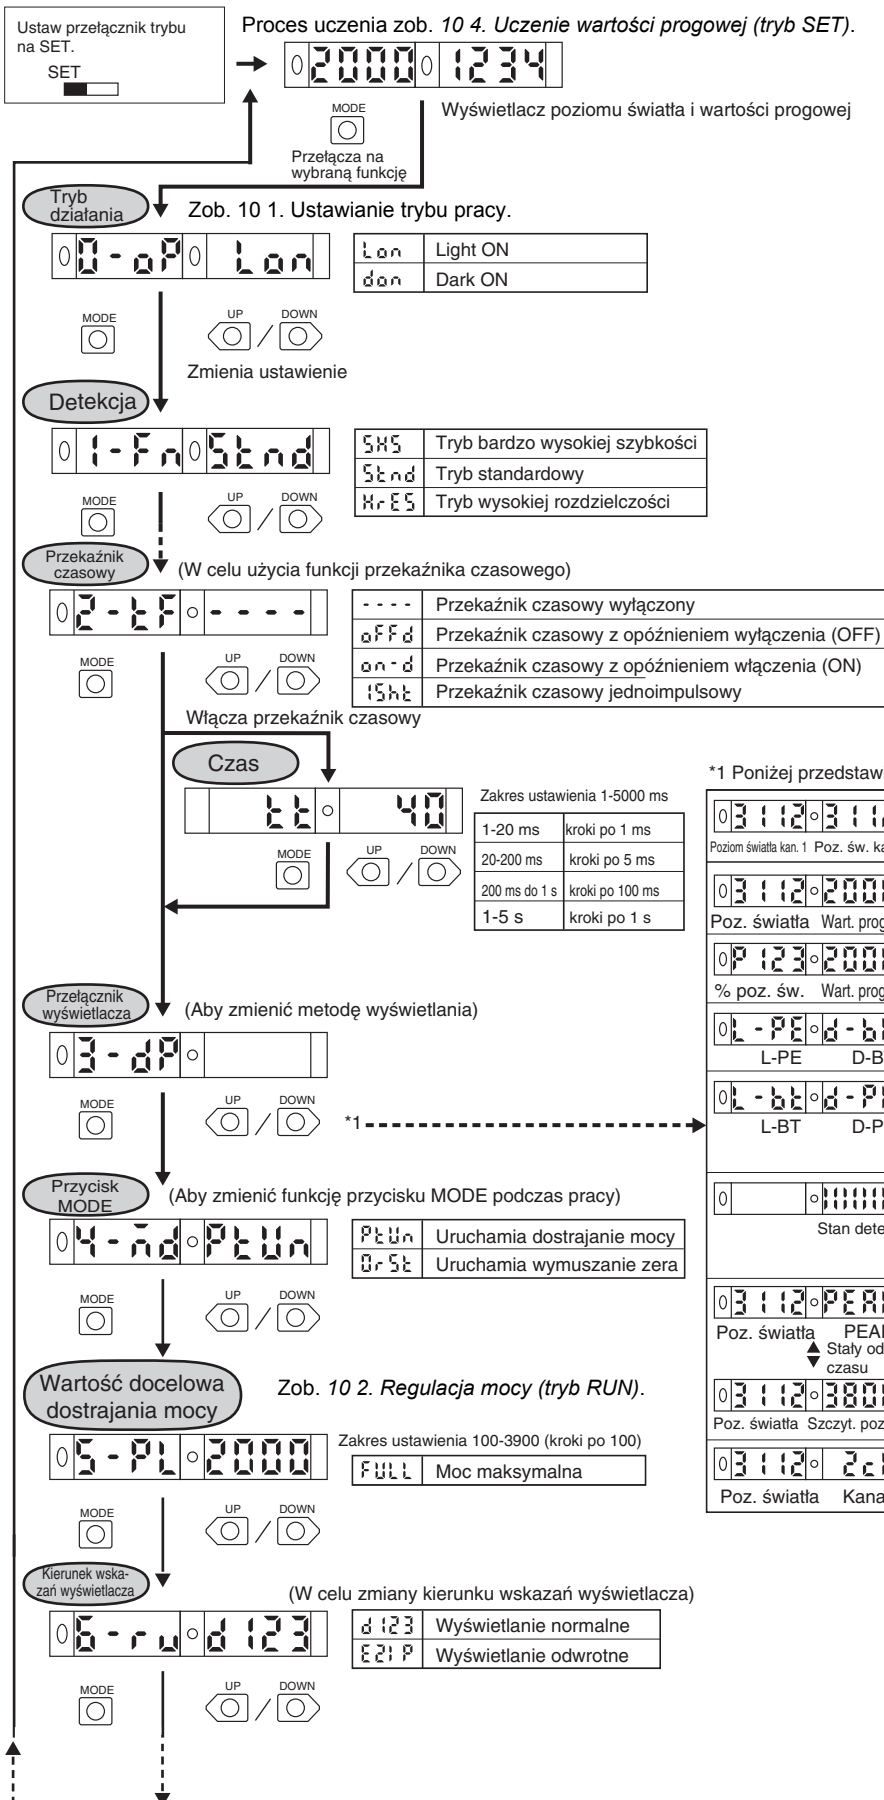 Ustaw przełącznik trybu
na SET.
SET
Proces uczenia zob. 10 4. Uczenie wartości progowej (tryb SET).
2000 1234
MODE
Wyświetlacz poziomu światła i wartości progowej
Przełącza na
wybraną funkcję
Tryb
działania
Zob. 10 1. Ustawianie trybu pracy.
0-oP Lon
Lon Light ON
don Dark ON
MODE UP / DOWN
Zmienia ustawienie
Detekcja
1-Fn Stnd
SHS Tryb bardzo wysokiej szybkości
Stnd Tryb standardowy
HrES Tryb wysokiej rozdzielczości
MODE UP / DOWN
Przekaźnik
czasowy
(W celu użycia funkcji przekaźnika czasowego)
2-tF ----
---- Przekaźnik czasowy wyłączony
oFFd Przekaźnik czasowy z opóźnieniem wyłączenia (OFF)
on-d Przekaźnik czasowy z opóźnieniem włączenia (ON)
1Sht Przekaźnik czasowy jednoimpulsowy
MODE UP / DOWN
Włącza przekaźnik czasowy
Czas
tt 40
MODE UP / DOWN
Zakres ustawienia 1-5000 ms
1-20 ms kroki po 1 ms
20-200 ms kroki po 5 ms
200 ms do 1 s kroki po 100 ms
1-5 s kroki po 1 s
Przełącznik
wyświetlacza
(Aby zmienić metodę wyświetlania)
3-dP
MODE UP / DOWN *1
Przycisk
MODE
(Aby zmienić funkcję przycisku MODE podczas pracy)
4-md PtUn
PtUn Uruchamia dostrajanie mocy
0rSt Uruchamia wymuszanie zera
MODE UP / DOWN
Wartość docelowa
dostrajania mocy
Zob. 10 2. Regulacja mocy (tryb RUN).
5-PL 2000
Zakres ustawienia 100-3900 (kroki po 100)
FULL Moc maksymalna
MODE UP / DOWN
Kierunek wska-
zań wyświetlacza
(W celu zmiany kierunku wskazań wyświetlacza)
6-ru d123
d123 Wyświetlanie normalne
E21P Wyświetlanie odwrotne
MODE UP / DOWN
*1 Poniżej przedstaw
3112 311
Poziom światła kan. 1 Poz. św. ka
3112 200
Poz. światła Wart. prog
P123 200
% poz. św. Wart. prog
L-PE d-b
L-PE D-B
L-bt d-P
L-BT D-P
Stan dete
3112 PEA
Poz. światła PEA
Stały od
czasu
3112 380
Poz. światła Szczyt. poz
3112 2c
Poz. światła Kana